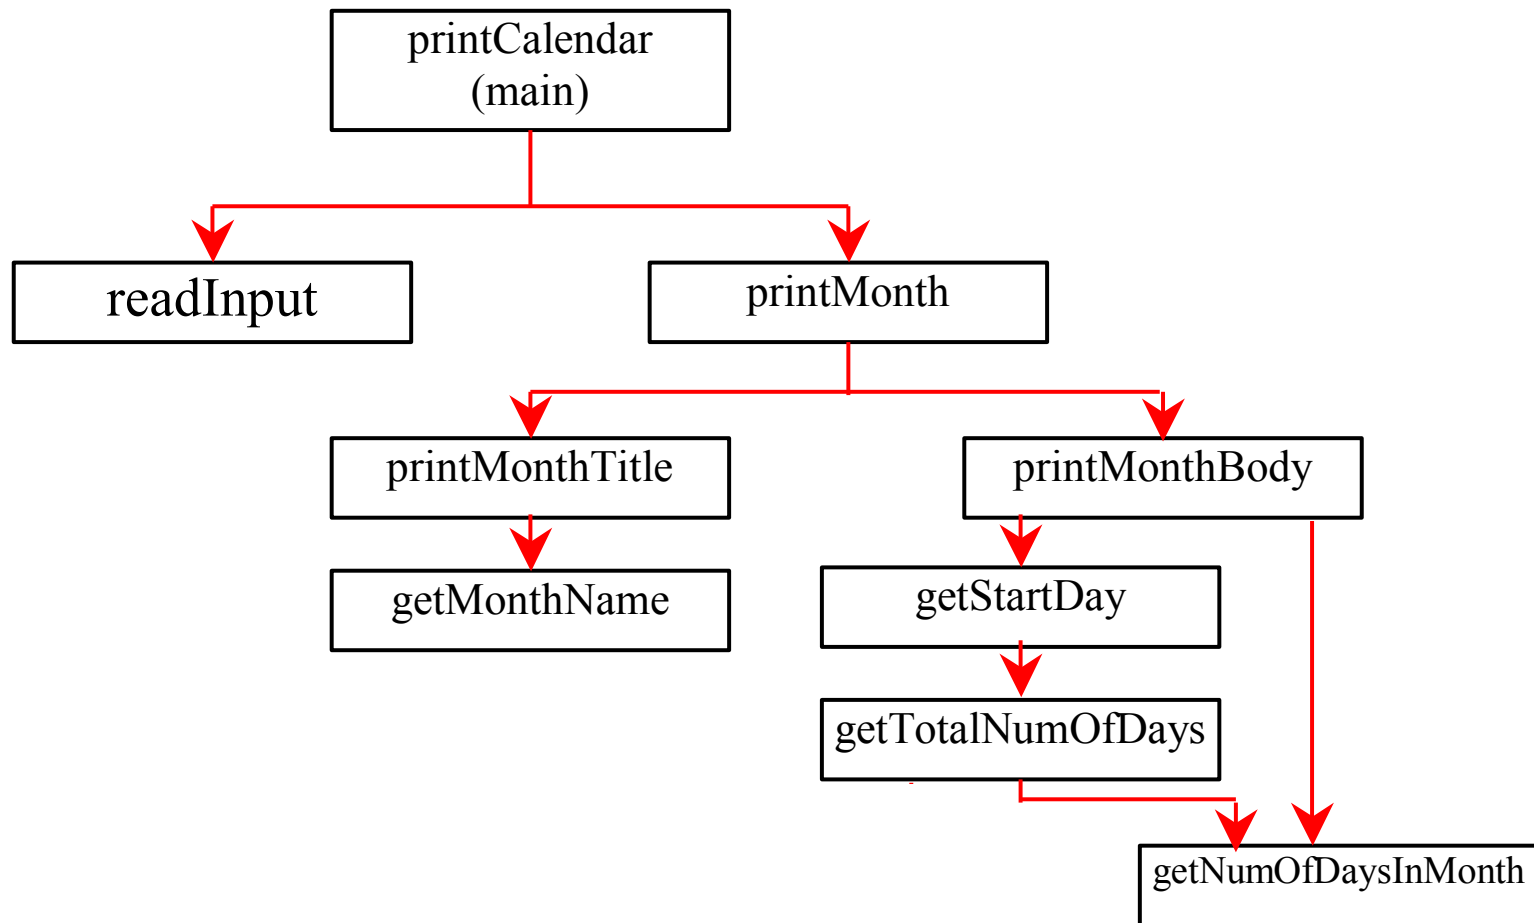 printCalendar
(main)
readInput
printMonth
printMonthTitle
printMonthBody
getMonthName
getStartDay
getTotalNumOfDays
getNumOfDaysInMonth